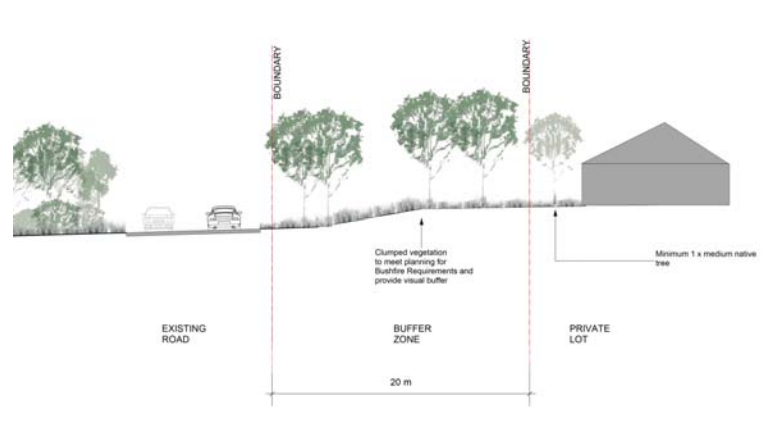 BOUNDARY
BOUNDARY
Clumped vegetation
to meet planning for
Bushfire Requirements and
provide visual buffer
Minimum 1 x medium native
tree
EXISTING
ROAD
BUFFER
ZONE
PRIVATE
LOT
20 m